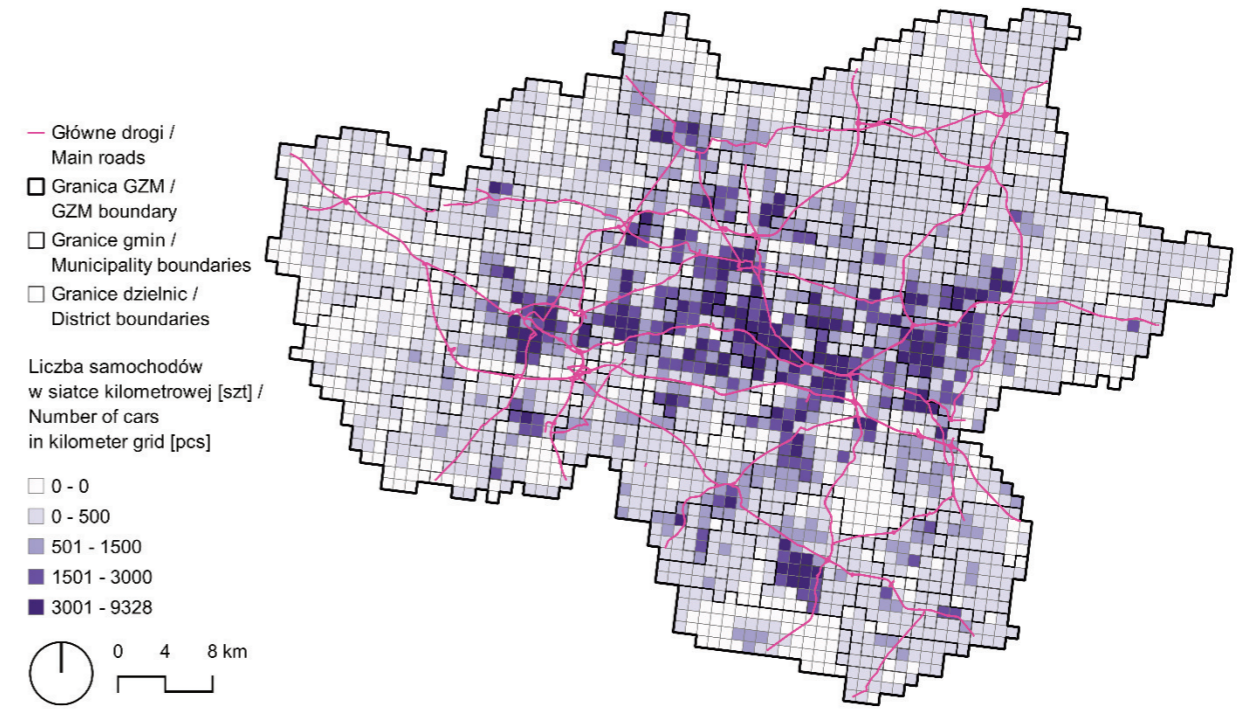 Główne drogi /
Main roads
Granica GZM /
GZM boundary
Granice gmin /
Municipality boundaries
Granice dzielnic /
District boundaries
Liczba samochodów
w siatce kilometrowej [szt] /
Number of cars
in kilometer grid [pcs]
0 - 0
0 - 500
501 - 1500
1501 - 3000
3001 - 9328
0 4 8 km